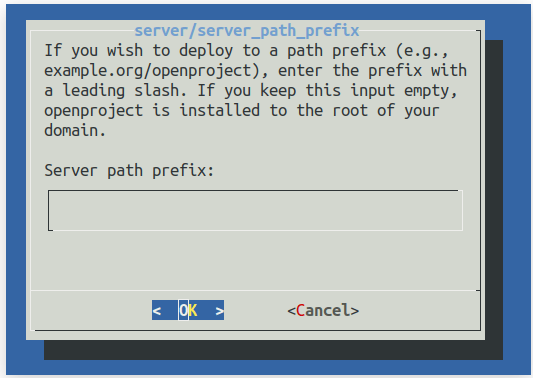 server/server_path_prefix
If you wish to deploy to a path prefix (e.g.,
example.org/openproject), enter the prefix with
a leading slash. If you keep this input empty,
openproject is installed to the root of your
domain.
Server path prefix:
<  OK  > <Cancel>